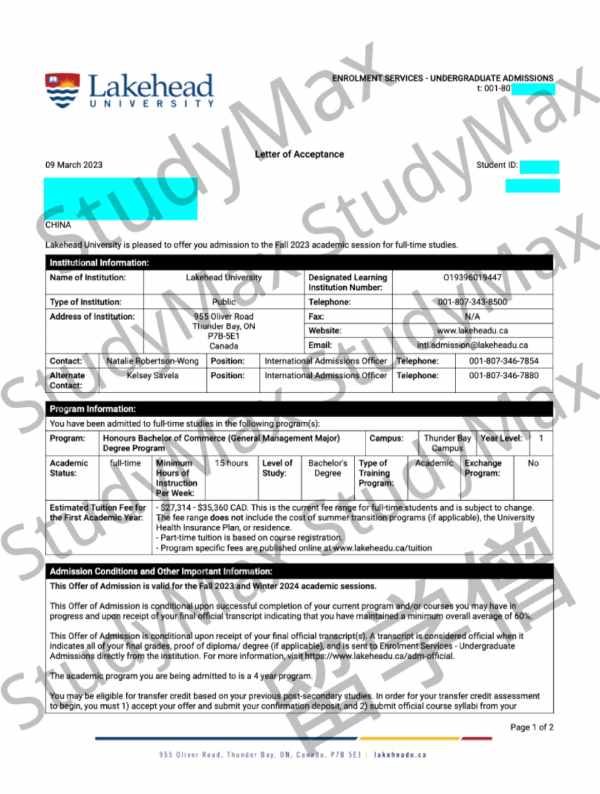 Lakehead
UNIVERSITY
ENROLMENT SERVICES - UNDERGRADUATE ADMISSIONS
t: 001-807
Letter of Acceptance
09 March 2023
Student ID:
CHINA
Lakehead University is pleased to offer you admission to the Fall 2023 academic session for full-time studies.
Institutional Information:
Name of Institution: Lakehead University Designated Learning Institution Number: O19396019447
Type of Institution: Public Telephone: 001-807-343-8500
Address of Institution: 955 Oliver Road Fax: N/A
Thunder Bay, ON
P7B-5E1 Website: www.lakeheadu.ca
Canada Email: intl.admission@lakeheadu.ca
Contact: Natalie Robertson-Wong Position: International Admissions Officer Telephone: 001-807-346-7854
Alternate Contact: Kelsey Savela Position: International Admissions Officer Telephone: 001-807-346-7880
Program Information:
You have been admitted to full-time studies in the following program(s):
Program: Honours Bachelor of Commerce (General Management Major) Degree Program Campus: Thunder Bay Campus Year Level: 1
Academic Status: full-time Minimum Hours of Instruction Per Week: 15 hours Level of Study: Bachelor's Degree Type of Training Program: Academic Exchange Program: No
Estimated Tuition Fee for the First Academic Year:
- $27,314 - $35,360 CAD. This is the current fee range for full-time students and is subject to change.
The fee range does not include the cost of summer transition programs (if applicable), the University
Health Insurance Plan, or residence.
- Part-time tuition is based on course registration.
- Program specific fees are published online at www.lakeheadu.ca/tuition
Admission Conditions and Other Important Information:
This Offer of Admission is valid for the Fall 2023 and Winter 2024 academic sessions.
This Offer of Admission is conditional upon successful completion of your current program and/or courses you may have in
progress and upon receipt of your final official transcript indicating that you have maintained a minimum overall average of 60%.
This Offer of Admission is conditional upon receipt of your final official transcript(s). A transcript is considered official when it
indicates all of your final grades, proof of diploma/ degree (if applicable), and is sent to Enrolment Services - Undergraduate
Admissions directly from the institution. For more information, visit https://www.lakeheadu.ca/adm-official.
The academic program you are being admitted to is a 4 year program.
You may be eligible for transfer credit based on your previous post-secondary studies. In order for your transfer credit assessment
to begin, you must 1) accept your offer and submit your confirmation deposit, and 2) submit official course syllabi from your
Page 1 of 2
955 Oliver Road, Thunder Bay, ON, Canada, P7B 5E1 | lakeheadu.ca
StudyMax
StudyMax
StudyMax
StudyMax
StudyMax
StudyMax
留学僧